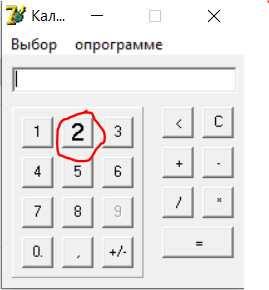 Кал...
Выбор опрограмме
1 2 3 < C
4 5 6 + -
7 8 9 / *
0. , +/- =